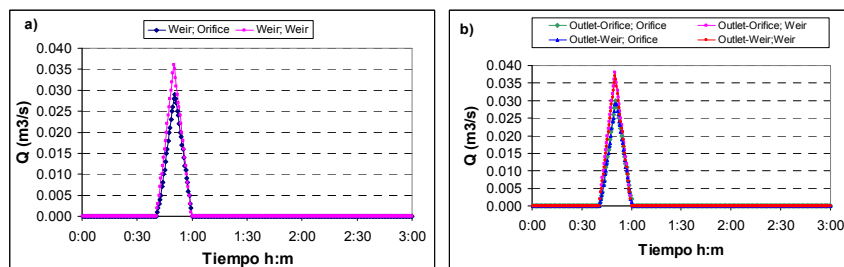 a)
Weir; Orifice Weir; Weir
Q (m3/s)
0.040
0.035
0.030
0.025
0.020
0.015
0.010
0.005
0.000
0:00 0:30 1:00 1:30 2:00 2:30 3:00
Tiempo h:m
b)
Outlet-Orifice; Orifice Outlet-Orifice; Weir
Outlet-Weir; Orifice Outlet-Weir;Weir
Q (m3/s)
0.040
0.035
0.030
0.025
0.020
0.015
0.010
0.005
0.000
0:00 0:30 1:00 1:30 2:00 2:30 3:00
Tiempo h:m